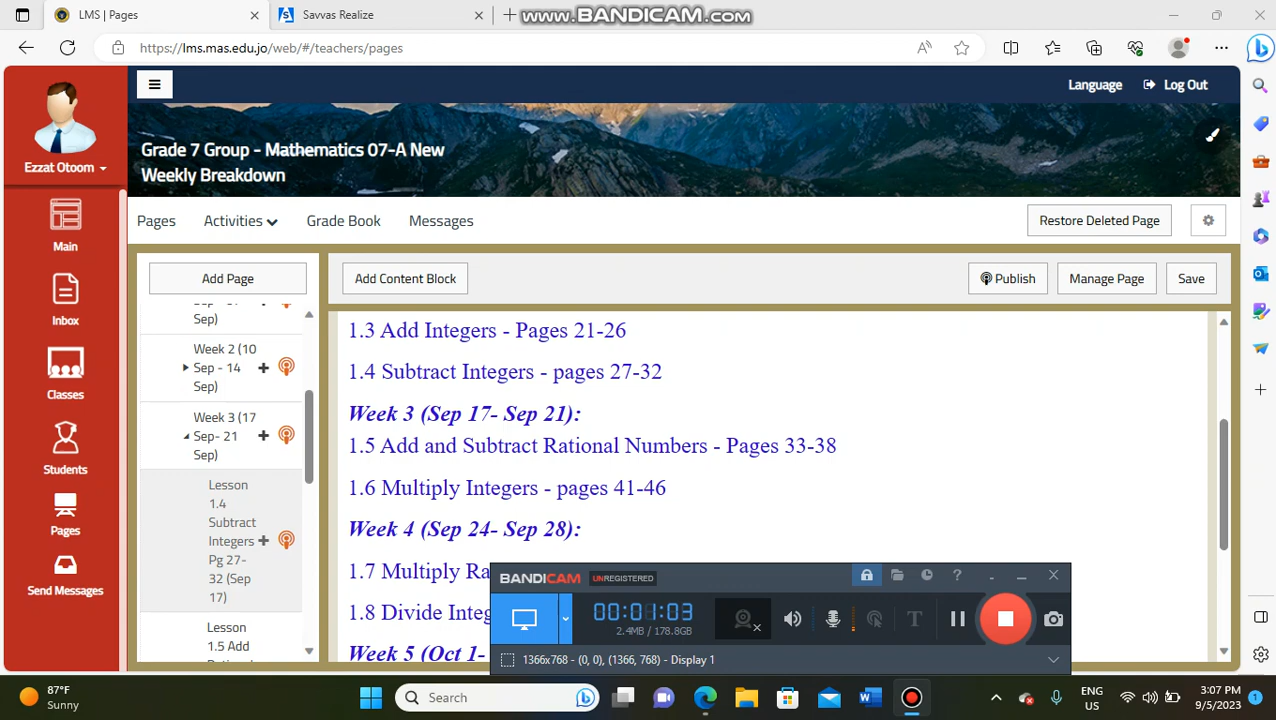 LMS | Pages
Savvas Realize
www.BANDICAM.com
https://lms.mas.edu.jo/web/#/teachers/pages
Language
Log Out
Ezzat Otoom
Grade 7 Group - Mathematics 07-A New
Weekly Breakdown
Pages
Activities
Grade Book
Messages
Restore Deleted Page
Main
Inbox
Classes
Students
Pages
Send Messages
Add Page
Add Content Block
Publish
Manage Page
Save
Sep)
Week 2 (10
Sep - 14
Sep)
Week 3 (17
Sep- 21
Sep)
Lesson
1.4
Subtract
Integers
Pg 27-
32 (Sep
17)
Lesson
1.5 Add
1.3 Add Integers - Pages 21-26
1.4 Subtract Integers - pages 27-32
Week 3 (Sep 17- Sep 21):
1.5 Add and Subtract Rational Numbers - Pages 33-38
1.6 Multiply Integers - pages 41-46
Week 4 (Sep 24- Sep 28):
1.7 Multiply Ra
1.8 Divide Integ
Week 5 (Oct 1-
BANDICAM UNREGISTERED
00:01:03
2.4MB / 178.8GB
1366x768 - (0, 0), (1366, 768) - Display 1
87°F
Sunny
Search
ENG
US
3:07 PM
9/5/2023
1